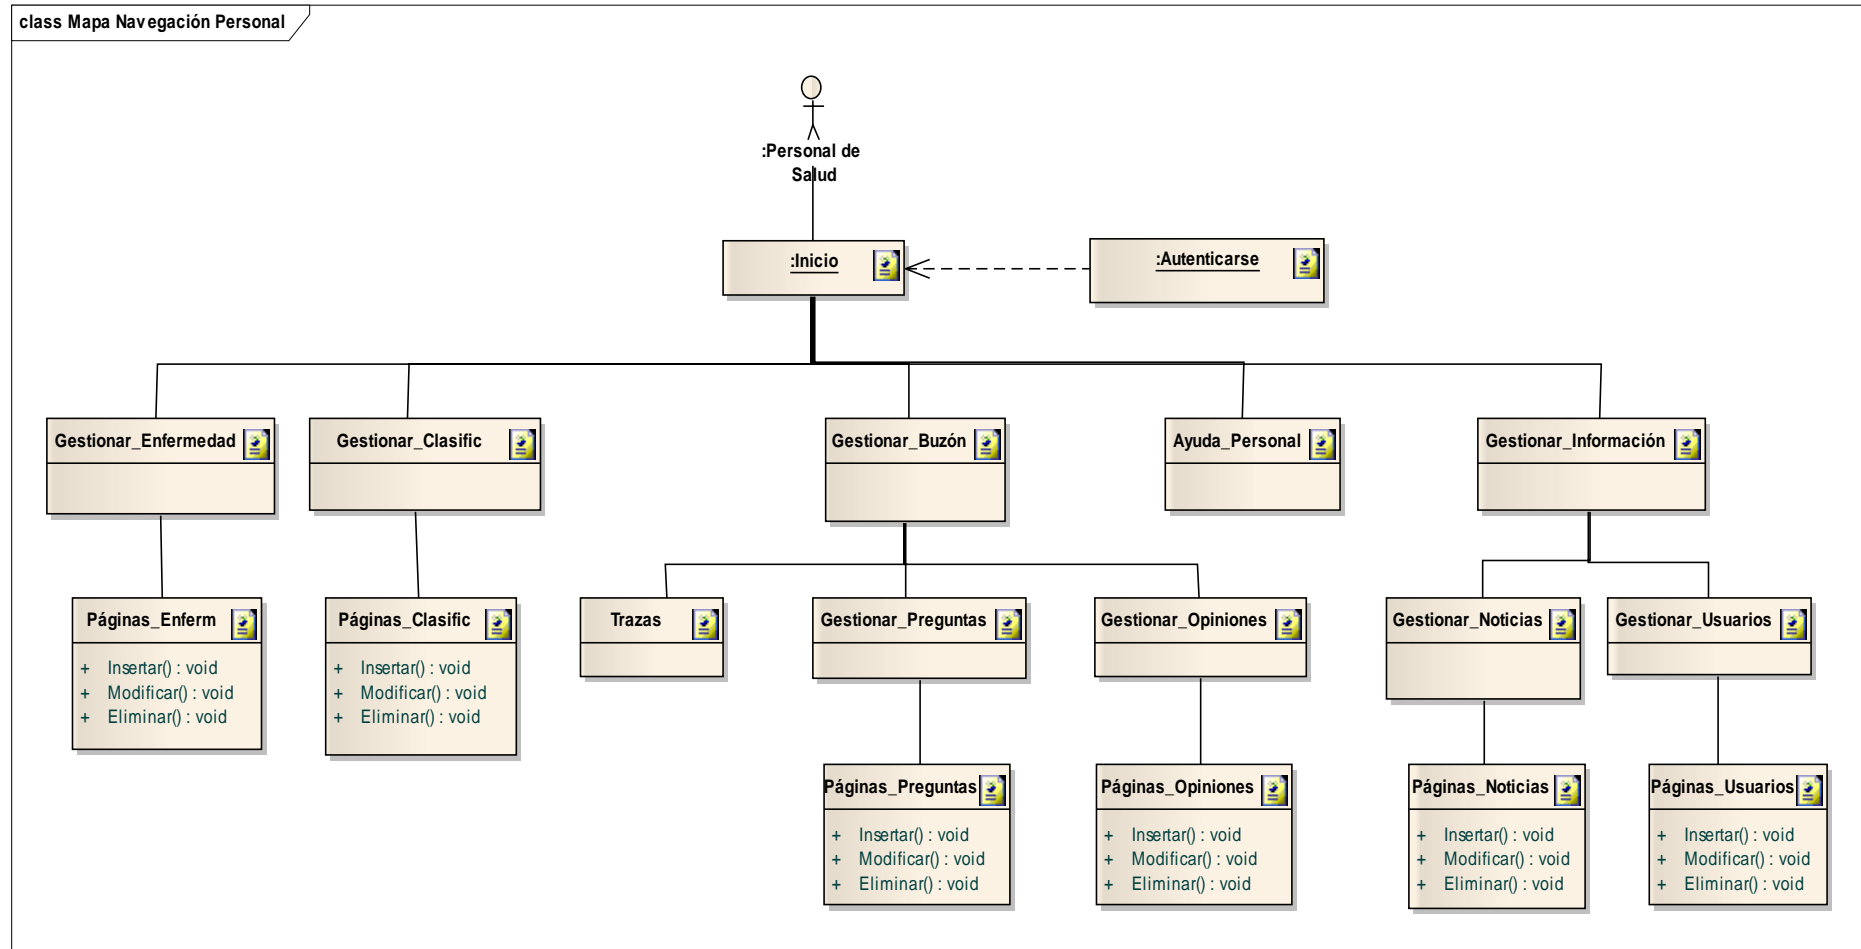 class Mapa Navegación Personal
:Personal de
Salud
:Inicio
:Autenticarse
Gestionar_Enfermedad
Gestionar_Clasific
Gestionar_Buzón
Ayuda_Personal
Gestionar_Información
Páginas_Enferm
+ Insertar() : void
+ Modificar() : void
+ Eliminar() : void
Páginas_Clasific
+ Insertar() : void
+ Modificar() : void
+ Eliminar() : void
Trazas
Gestionar_Preguntas
Gestionar_Opiniones
Gestionar_Noticias
Gestionar_Usuarios
Páginas_Preguntas
+ Insertar() : void
+ Modificar() : void
+ Eliminar() : void
Páginas_Opiniones
+ Insertar() : void
+ Modificar() : void
+ Eliminar() : void
Páginas_Noticias
+ Insertar() : void
+ Modificar() : void
+ Eliminar() : void
Páginas_Usuarios
+ Insertar() : void
+ Modificar() : void
+ Eliminar() : void